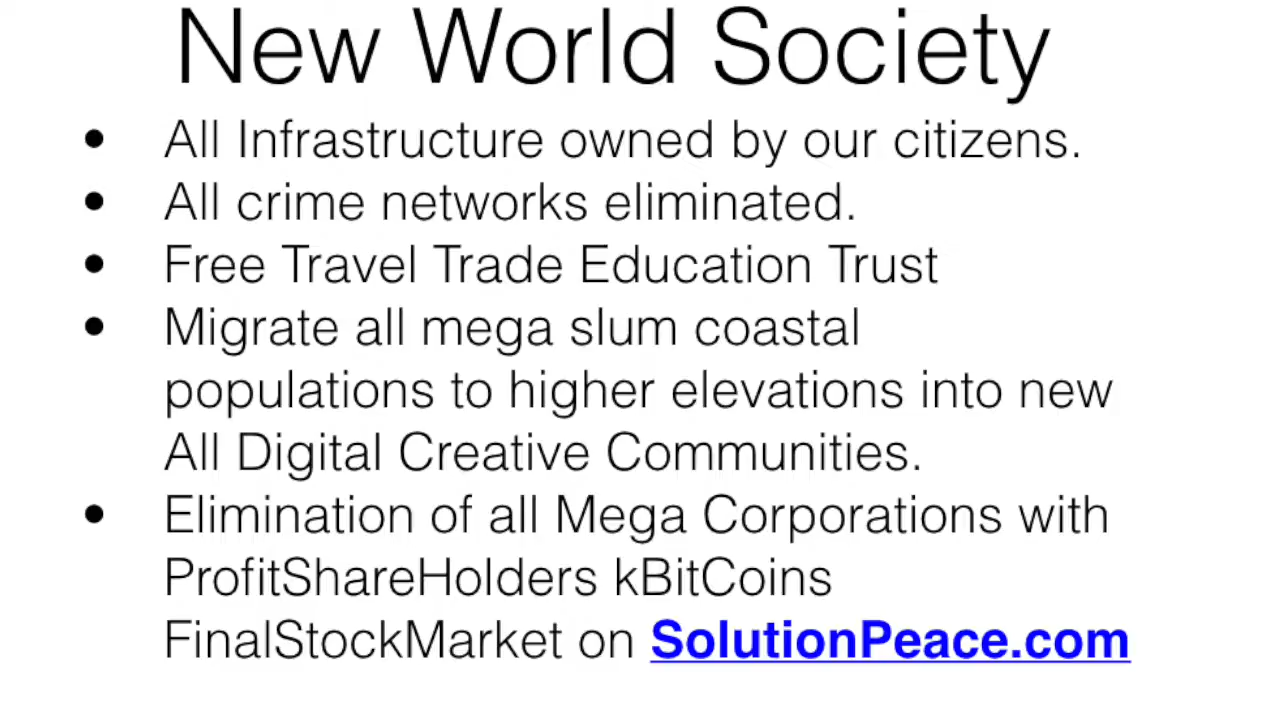 New World Society
• All Infrastructure owned by our citizens.
• All crime networks eliminated.
• Free Travel Trade Education Trust
• Migrate all mega slum coastal
populations to higher elevations into new
All Digital Creative Communities.
• Elimination of all Mega Corporations with
ProfitShareHolders kBitCoins
FinalStockMarket on SolutionPeace.com